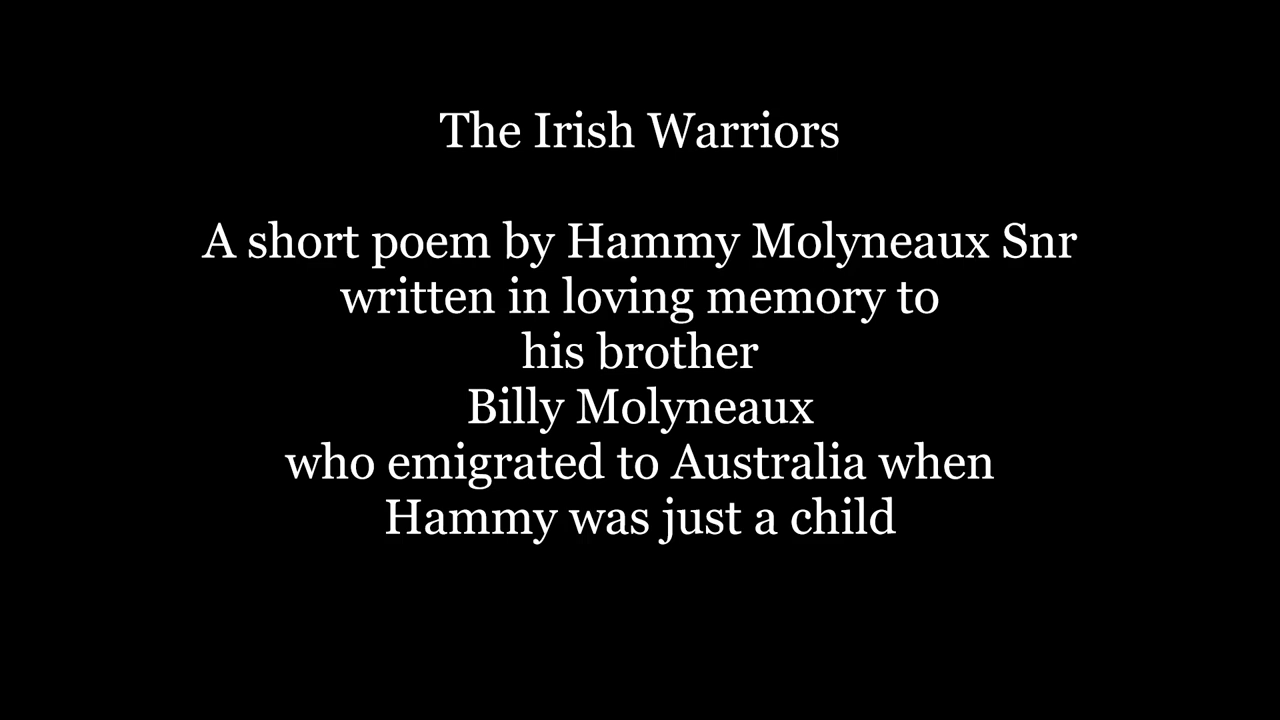 The Irish Warriors
A short poem by Hammy Molyneaux Snr
written in loving memory to
his brother
Billy Molyneaux
who emigrated to Australia when
Hammy was just a child